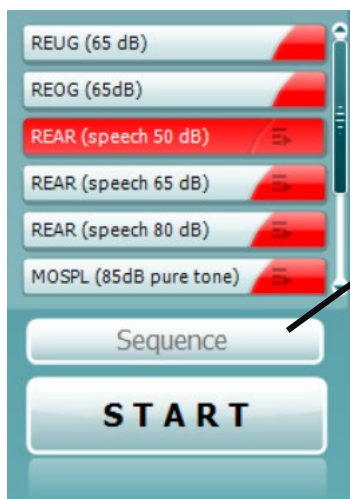 REUG (65 dB)
REOG (65dB)
REAR (speech 50 dB)
REAR (speech 65 dB)
REAR (speech 80 dB)
MOSPL (85dB pure tone)
Sequence
START